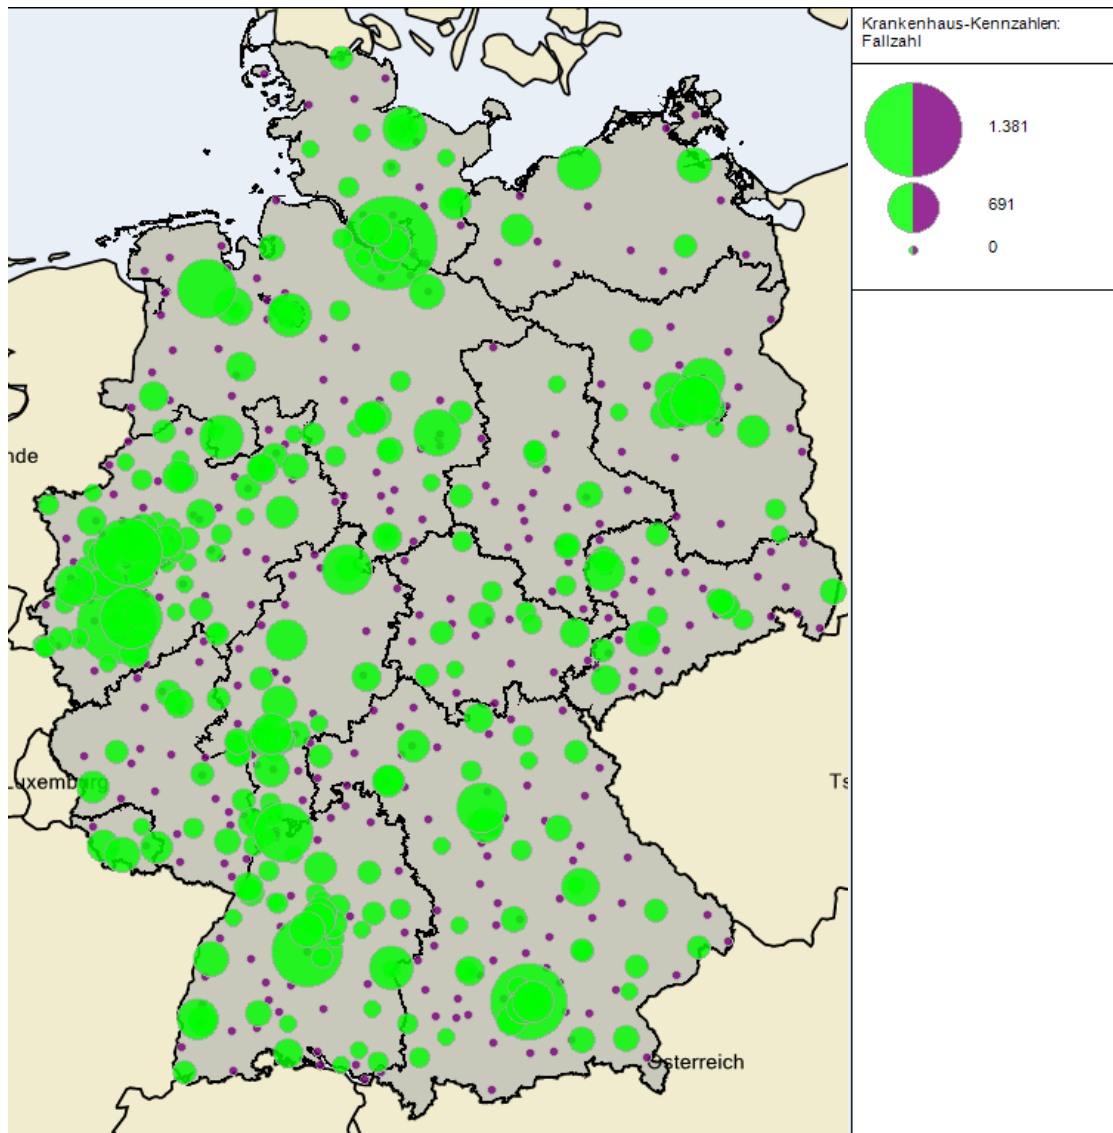 Krankenhaus-Kennzahlen:
Fallzahl
1.381
691
0
nde
Luxemburg
Ts
Österreich